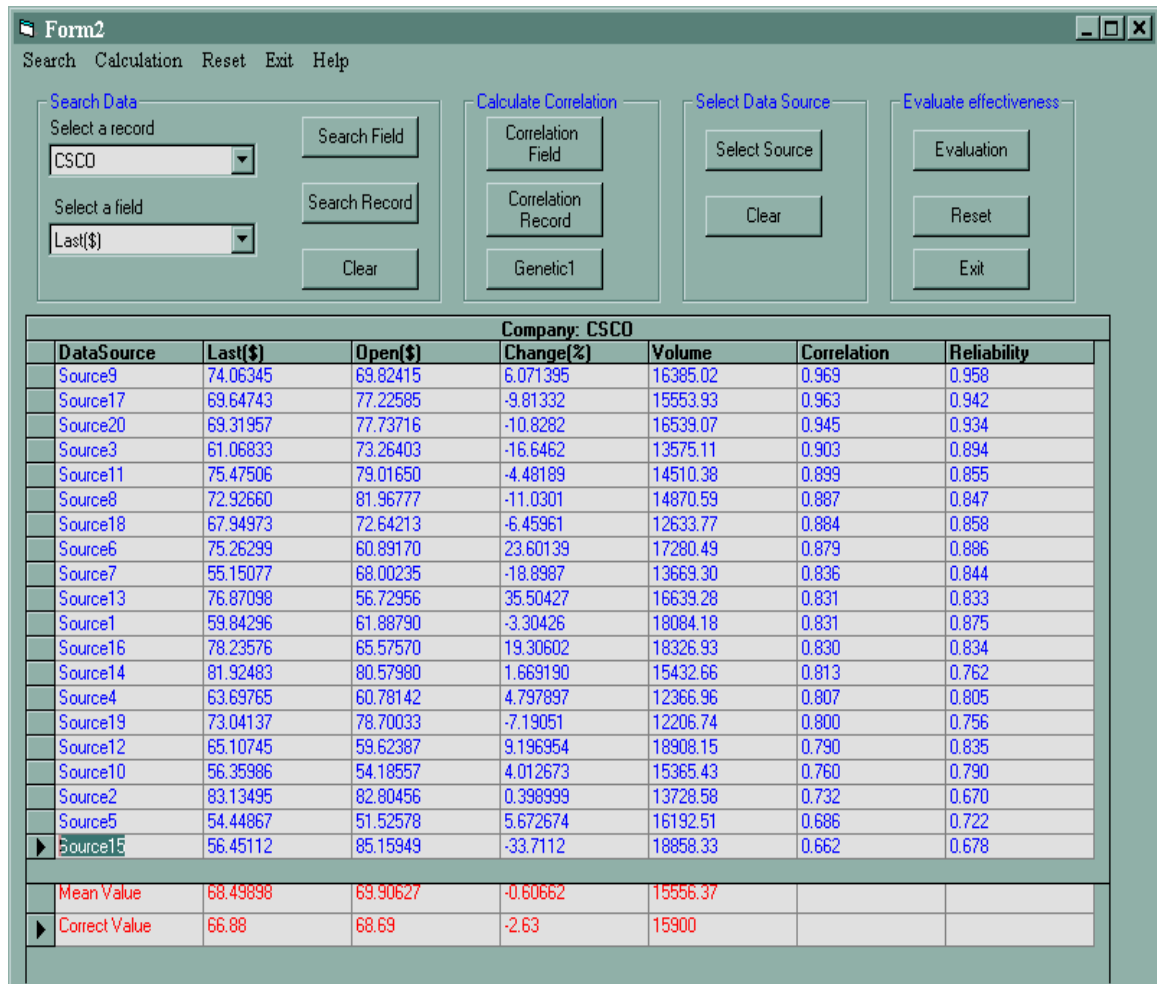 Form2
Search Calculation Reset Exit Help
Search Data
Select a record
CSCO
Select a field
Last($)
Search Field
Search Record
Clear
Calculate Correlation
Correlation
Field
Correlation
Record
Genetic1
Select Data Source
Select Source
Clear
Evaluate effectiveness
Evaluation
Reset
Exit
Company: CSCO
DataSource Last($) Open($) Change(%) Volume Correlation Reliability
Source9 74.06345 69.82415 6.071395 16385.02 0.969 0.958
Source17 69.64743 77.22585 -9.81332 15553.93 0.963 0.942
Source20 69.31957 77.73716 -10.8282 16539.07 0.945 0.934
Source3 61.06833 73.26403 -16.6462 13575.11 0.903 0.894
Source11 75.47506 79.01650 -4.48189 14510.38 0.899 0.855
Source8 72.92660 81.96777 -11.0301 14870.59 0.887 0.847
Source18 67.94973 72.64213 -6.45961 12633.77 0.884 0.858
Source6 75.26299 60.89170 23.60139 17280.49 0.879 0.886
Source7 55.15077 68.00235 -18.8987 13669.30 0.836 0.844
Source13 76.87098 56.72956 35.50427 16639.28 0.831 0.833
Source1 59.84296 61.88790 -3.30426 18084.18 0.831 0.875
Source16 78.23576 65.57570 19.30602 18326.93 0.830 0.834
Source14 81.92483 80.57980 1.669190 15432.66 0.813 0.762
Source4 63.69765 60.78142 4.797897 12366.96 0.807 0.805
Source19 73.04137 78.70033 -7.19051 12206.74 0.800 0.756
Source12 65.10745 59.62387 9.196954 18908.15 0.790 0.835
Source10 56.35986 54.18557 4.012673 15365.43 0.760 0.790
Source2 83.13495 82.80456 0.398999 13728.58 0.732 0.670
Source5 54.44867 51.52578 5.672674 16192.51 0.686 0.722
Source15 56.45112 85.15949 -33.7112 18858.33 0.662 0.678
Mean Value 68.49898 69.90627 -0.60662 15556.37
Correct Value 66.88 68.69 -2.63 15900